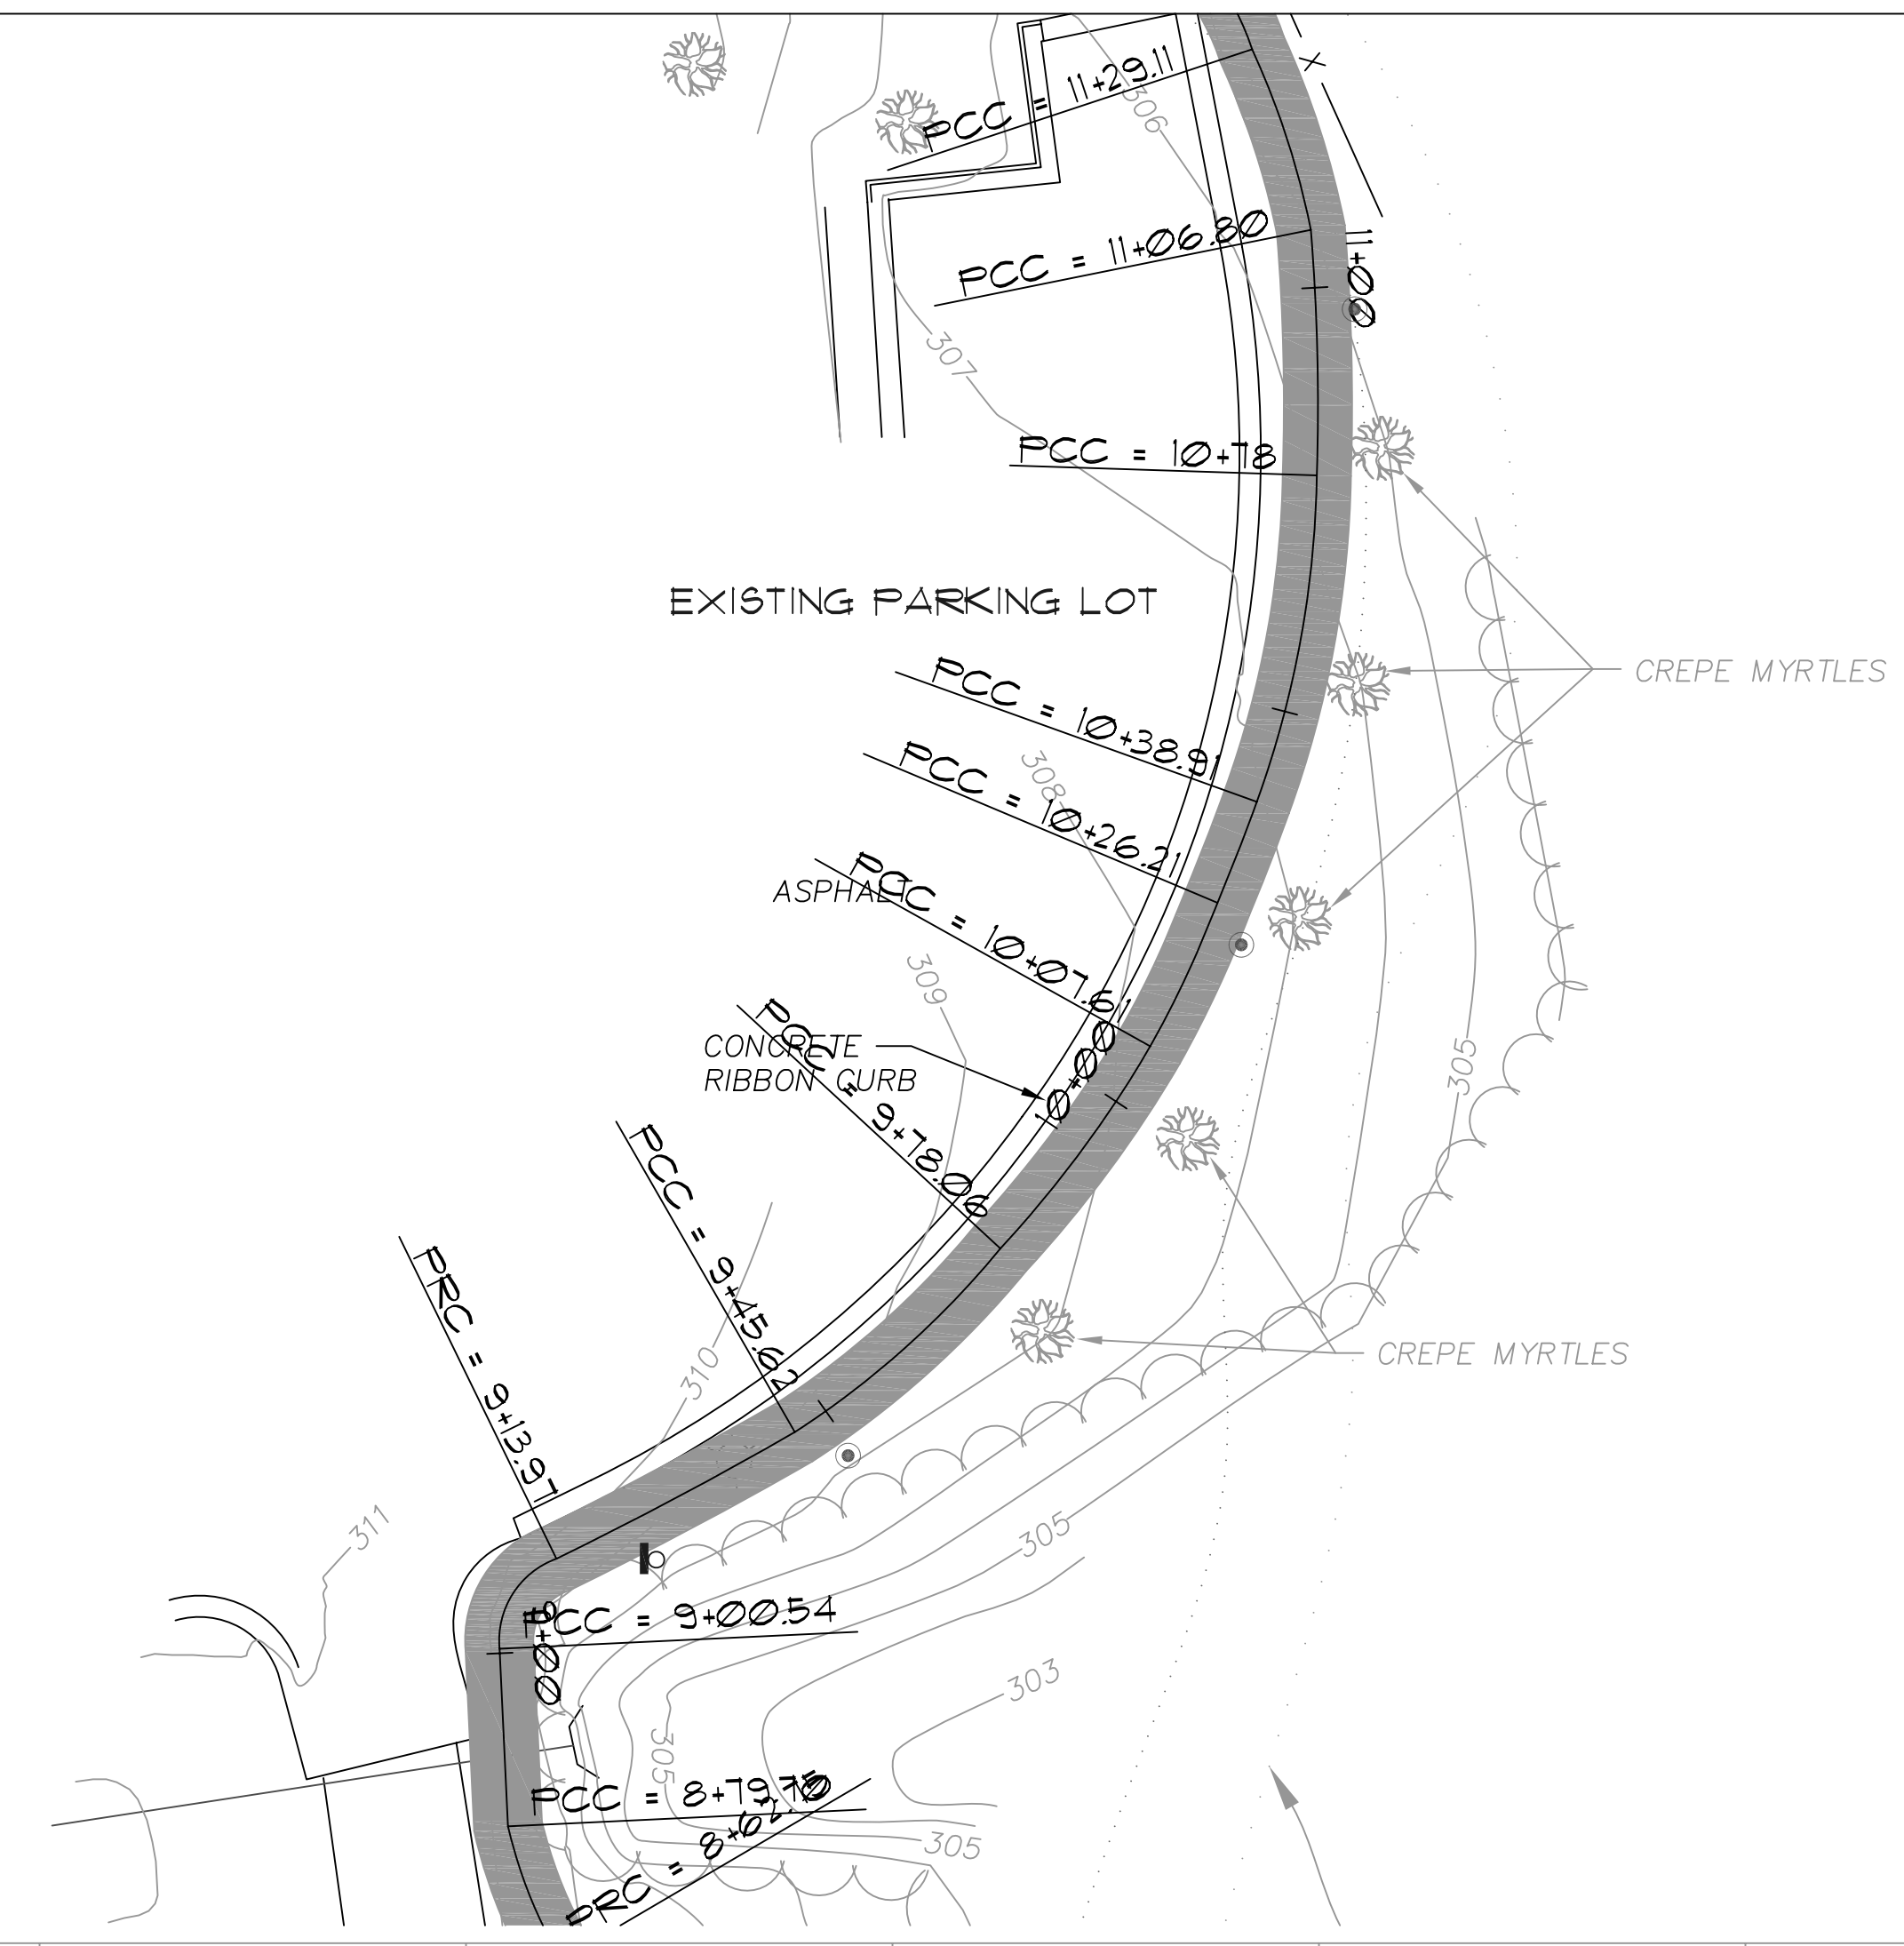 PCC = 11+29.11
306
PCC = 11+06.80
11+00
307
PCC = 10+78
EXISTING PARKING LOT
CREPE MYRTLES
PCC = 10+38.91
308
PCC = 10+26.21
ASPHALT
PCC = 10+07.61
309
10+00
CONCRETE
RIBBON CURB
PCC = 9+78.06
305
PCC = 9+45.62
PRC = 9+13.97
310
CREPE MYRTLES
311
305
PCC = 9+00.54
9+00
303
305
PCC = 8+79.75
305